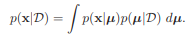 p(𝐱|𝒟) = ∫ p(𝐱|𝝁)p(𝝁|𝒟) d𝝁.